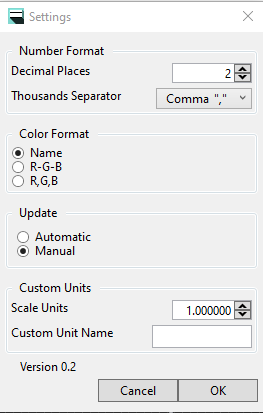 Settings
Number Format
Decimal Places 2
Thousands Separator Comma ","
Color Format
Name
R-G-B
R,G,B
Update
Automatic
Manual
Custom Units
Scale Units 1.000000
Custom Unit Name
Version 0.2
Cancel OK